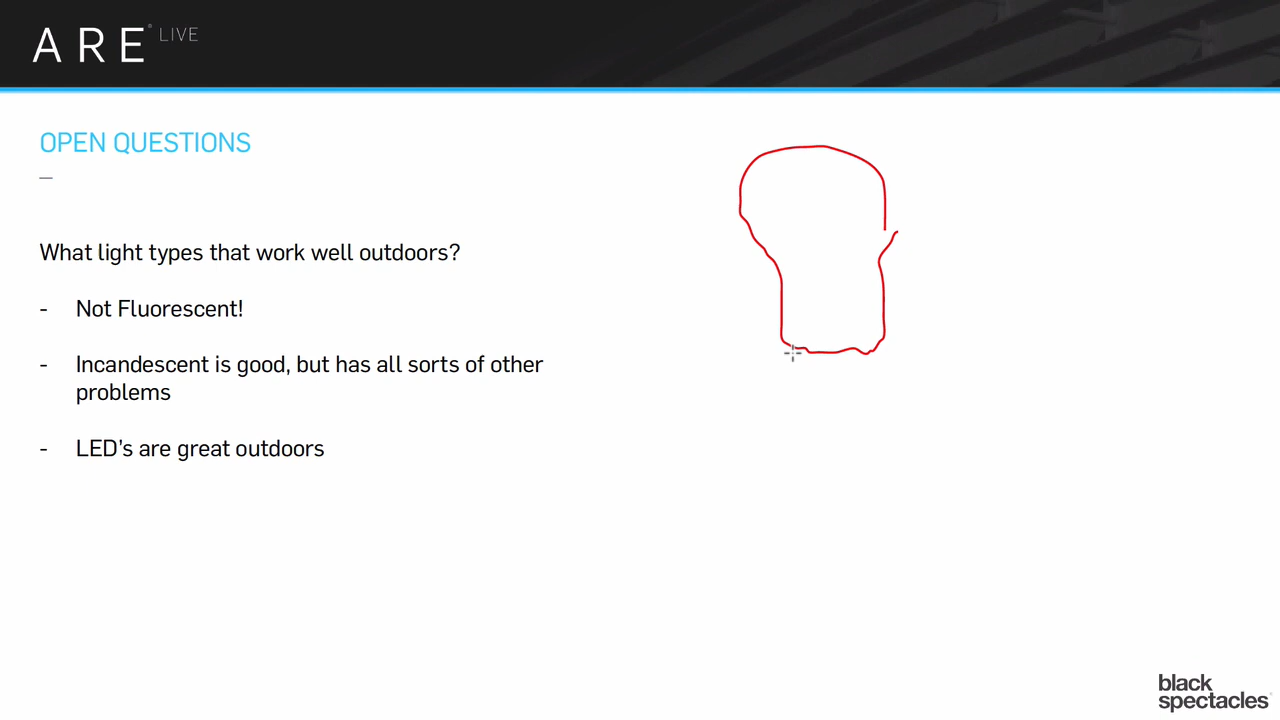 ARE® LIVE
OPEN QUESTIONS
What light types that work well outdoors?
- Not Fluorescent!
- Incandescent is good, but has all sorts of other
problems
- LED's are great outdoors
black
spectacles